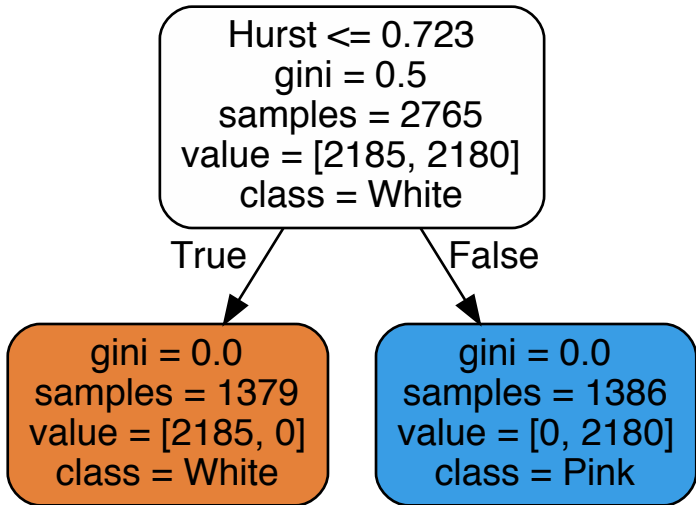 Hurst <= 0.723
gini = 0.5
samples = 2765
value = [2185, 2180]
class = White
True
False
gini = 0.0
samples = 1379
value = [2185, 0]
class = White
gini = 0.0
samples = 1386
value = [0, 2180]
class = Pink